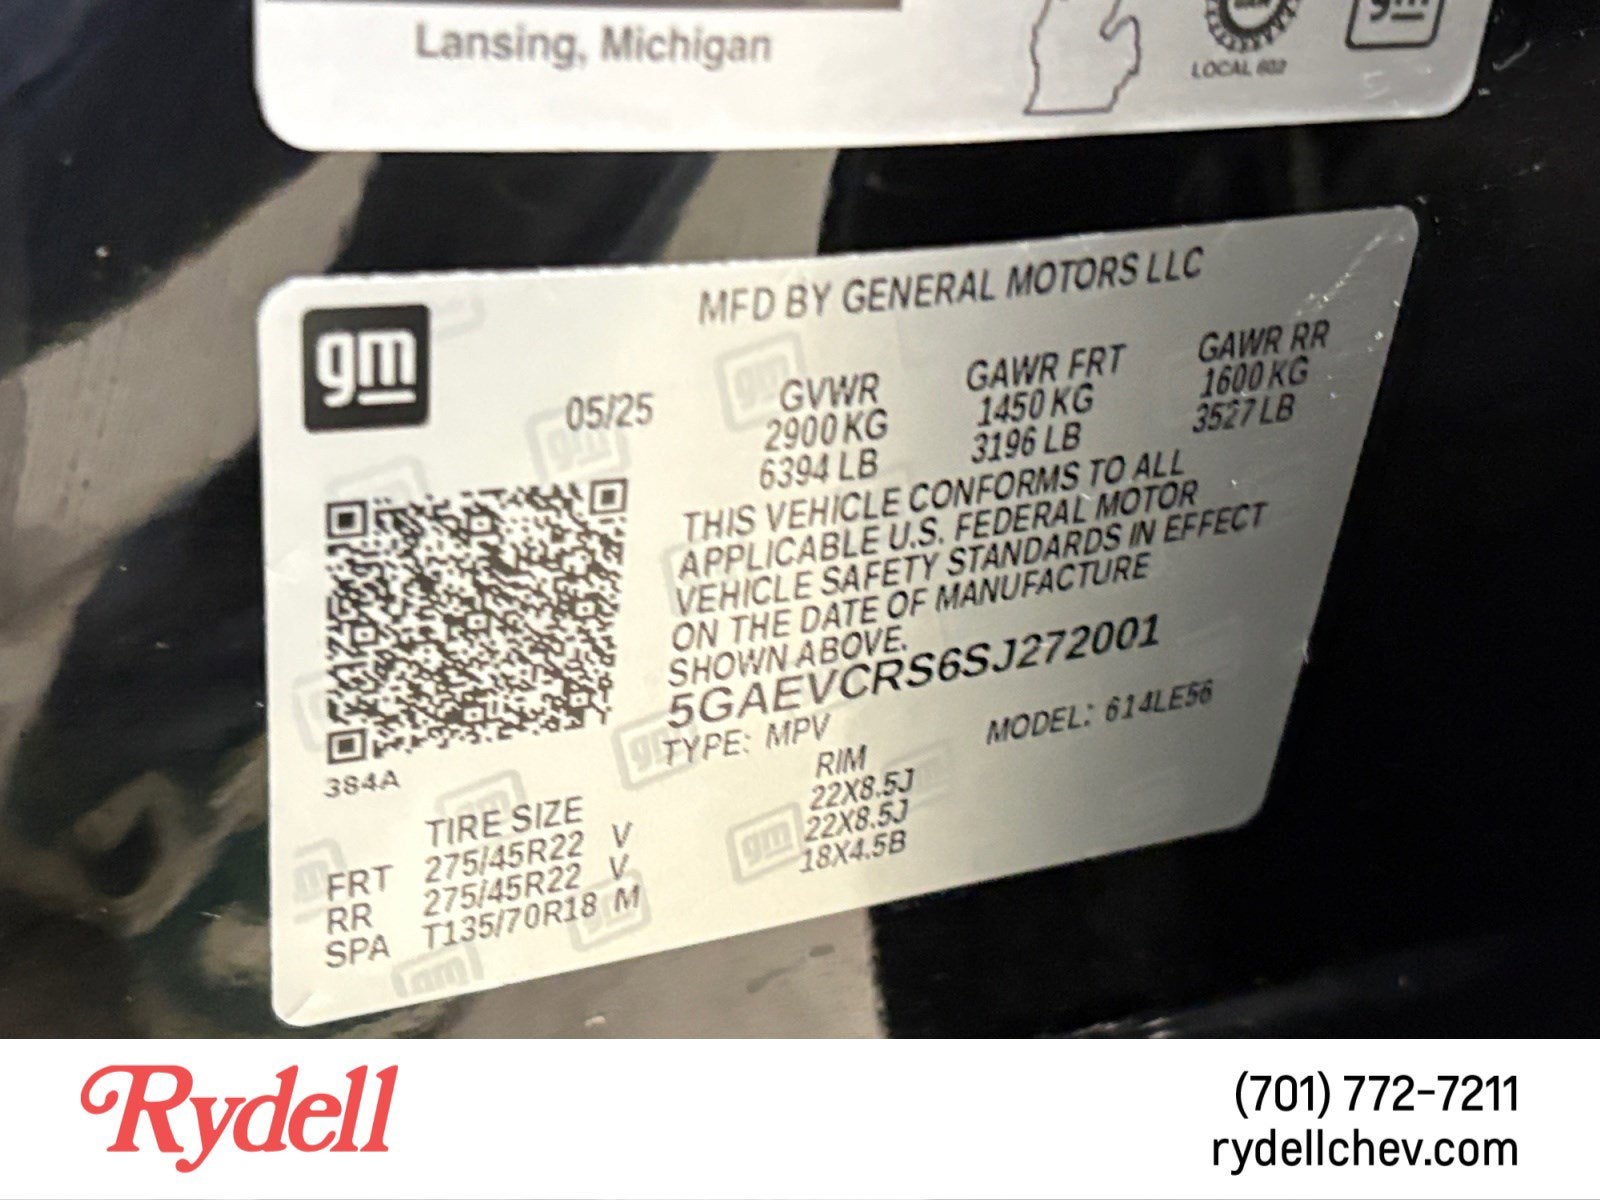 Lansing, Michigan
LOCAL 602
gm
gm
MFD BY GENERAL MOTORS LLC
05/25
GVWR GAWR FRT GAWR RR
2900 KG 1450 KG 1600 KG
6394 LB 3196 LB 3527 LB
THIS VEHICLE CONFORMS TO ALL
APPLICABLE U.S. FEDERAL MOTOR
VEHICLE SAFETY STANDARDS IN EFFECT
ON THE DATE OF MANUFACTURE
SHOWN ABOVE.
5GAEVCRS6SJ272001
TYPE: MPV MODEL: 614LE56
384A
TIRE SIZE RIM
FRT 275/45R22 V 22X8.5J
RR 275/45R22 V 22X8.5J
SPA T135/70R18 M 18X4.5B
Rydell
(701) 772-7211
rydellchev.com